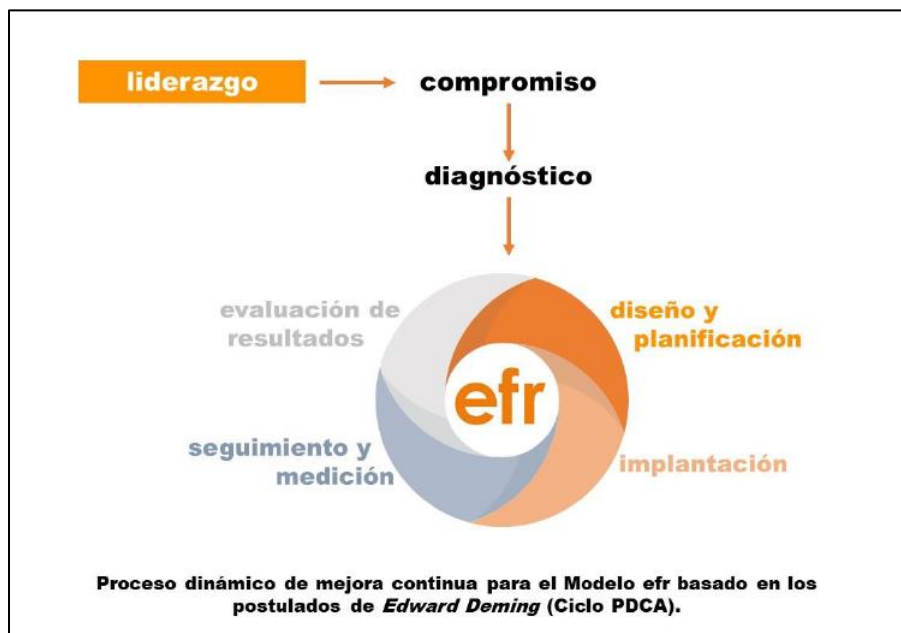 liderazgo
compromiso
diagnóstico
evaluación de
resultados
diseño y
planificación
efr
seguimiento y
medición
implantación
Proceso dinámico de mejora continua para el Modelo efr basado en los
postulados de Edward Deming (Ciclo PDCA).